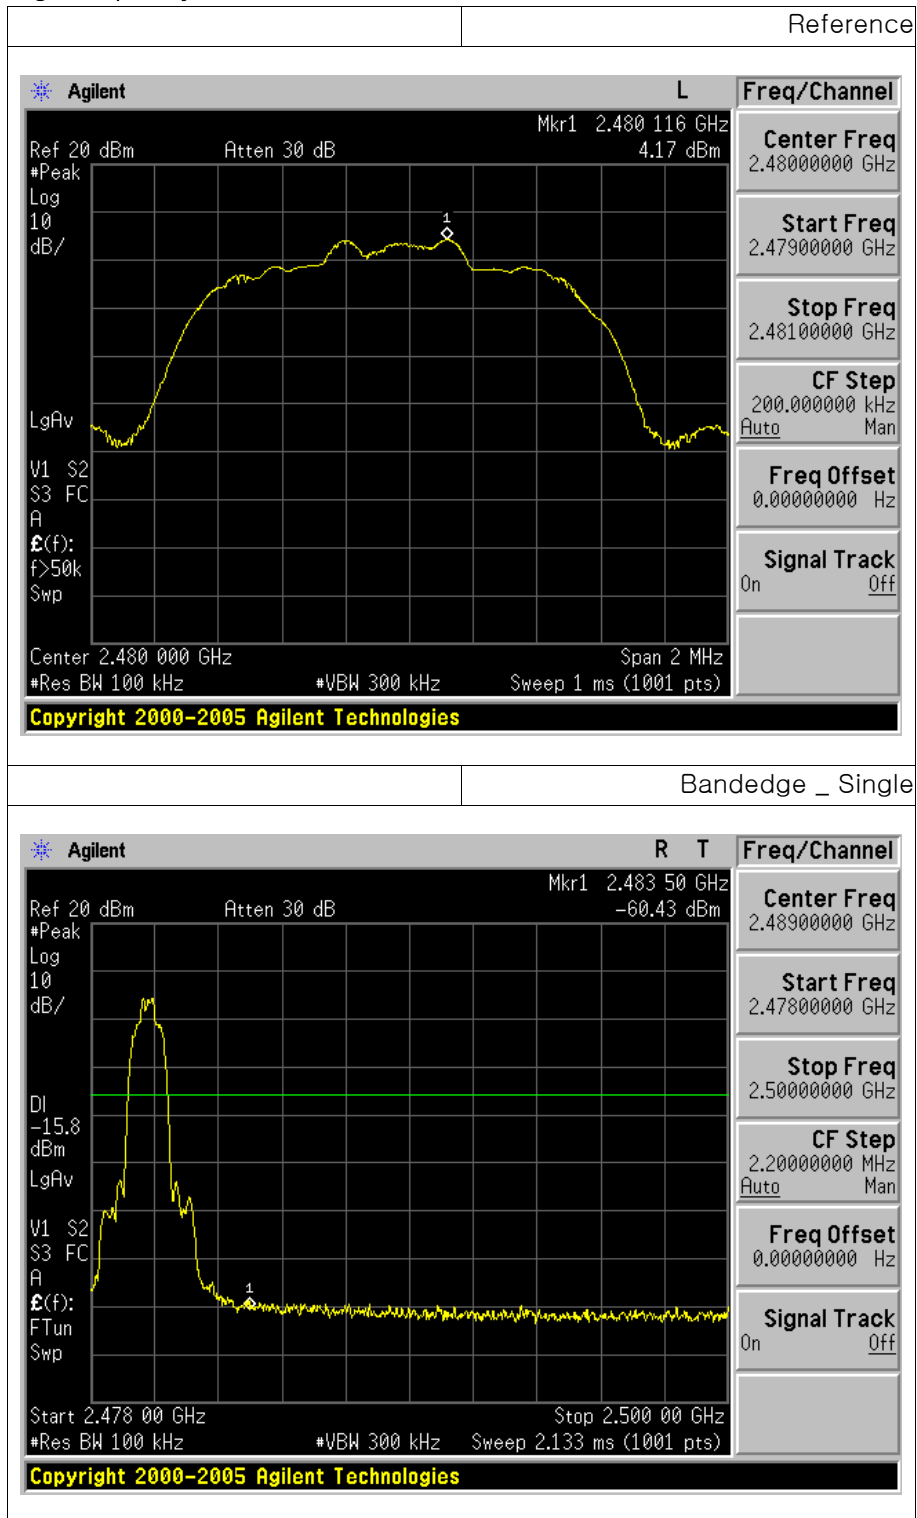 Reference
Agilent L Freq/Channel
Mkr1 2.480 116 GHz
Ref 20 dBm Atten 30 dB 4.17 dBm
#Peak
Log
10
dB/
1
LgAv
V1 S2
S3 FC
A
£(f):
f>50k
Swp
Center 2.480 000 GHz Span 2 MHz
#Res BW 100 kHz #VBW 300 kHz Sweep 1 ms (1001 pts)
Copyright 2000-2005 Agilent Technologies
Center Freq
2.48000000 GHz
Start Freq
2.47900000 GHz
Stop Freq
2.48100000 GHz
CF Step
200.000000 kHz
Auto Man
Freq Offset
0.00000000 Hz
Signal Track
On Off
Bandedge _ Single
Agilent R T Freq/Channel
Mkr1 2.483 50 GHz
Ref 20 dBm Atten 30 dB -60.43 dBm
#Peak
Log
10
dB/
DI
-15.8
dBm
LgAv
1
V1 S2
S3 FC
A
£(f):
FTun
Swp
Start 2.478 00 GHz Stop 2.500 00 GHz
#Res BW 100 kHz #VBW 300 kHz Sweep 2.133 ms (1001 pts)
Copyright 2000-2005 Agilent Technologies
Center Freq
2.48900000 GHz
Start Freq
2.47800000 GHz
Stop Freq
2.50000000 GHz
CF Step
2.20000000 MHz
Auto Man
Freq Offset
0.00000000 Hz
Signal Track
On Off